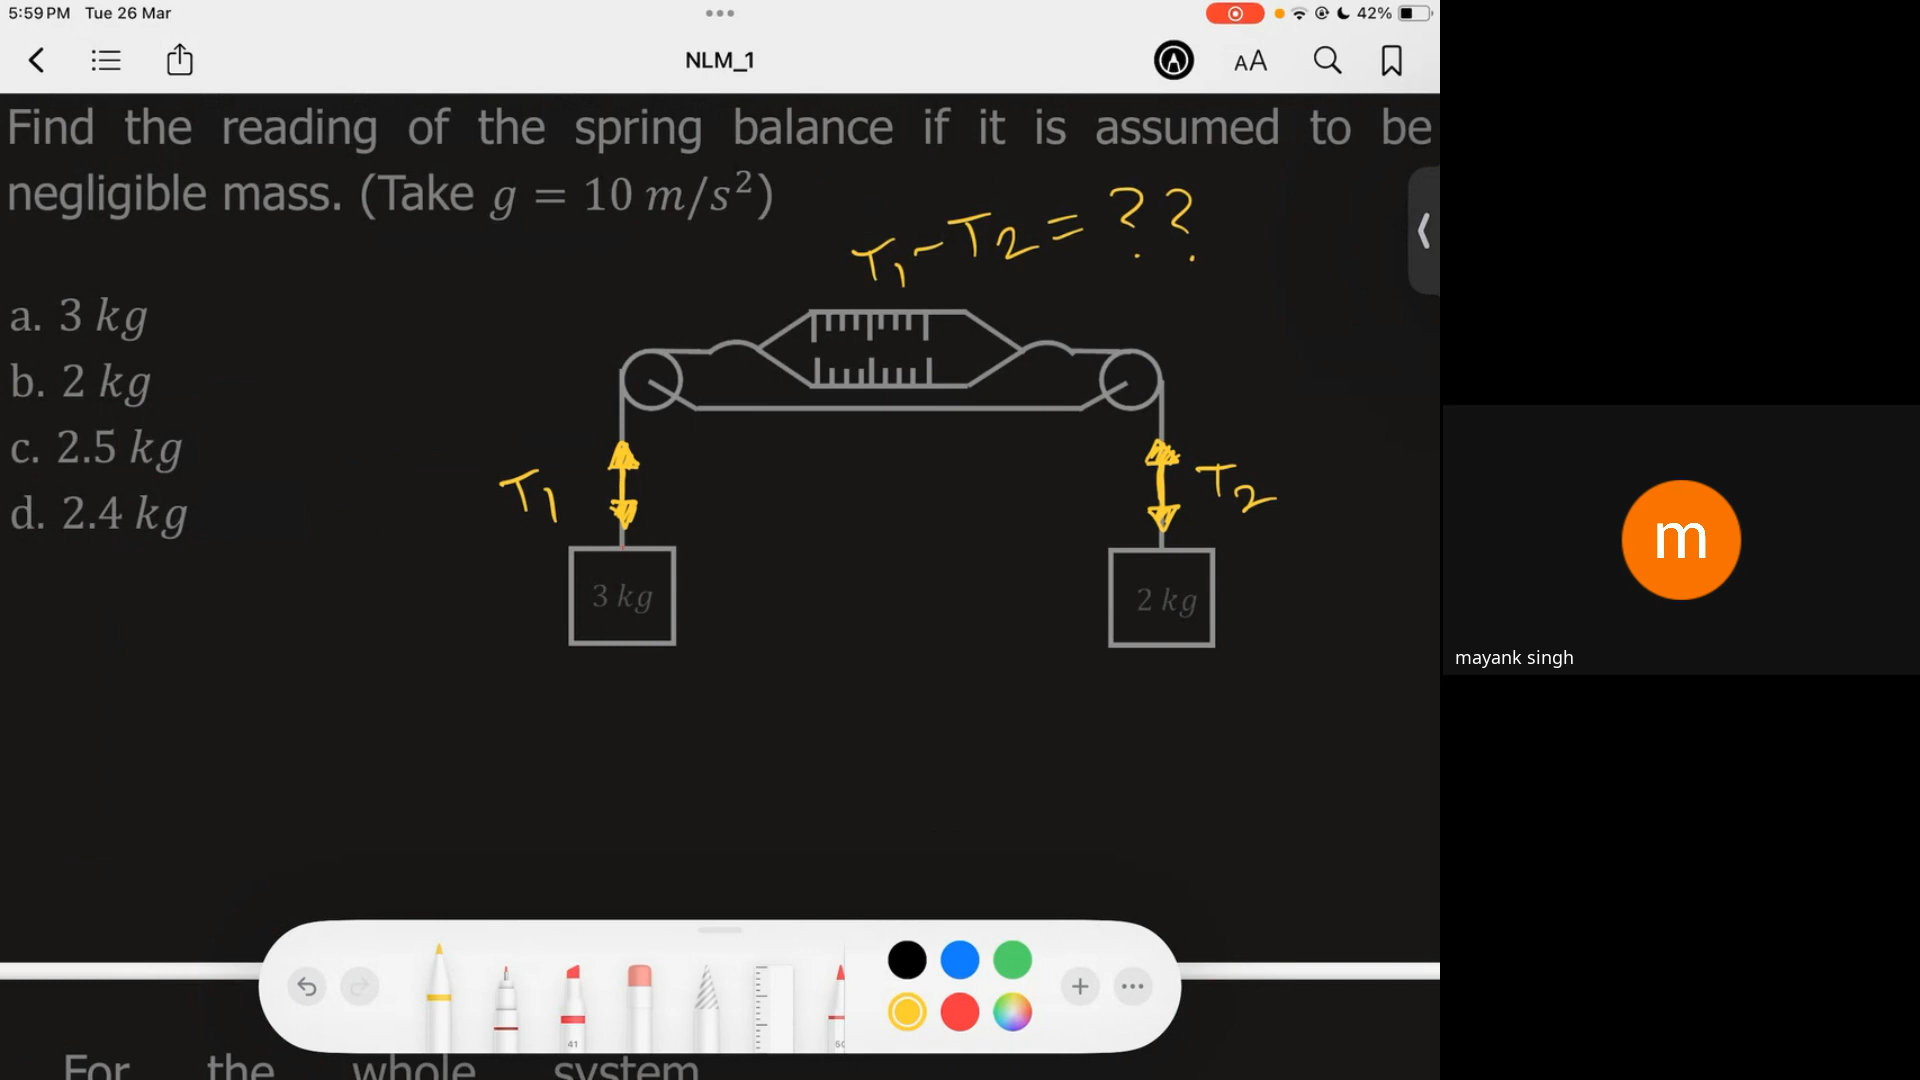 5:59 PM Tue 26 Mar
42%
NLM_1
AA
Find the reading of the spring balance if it is assumed to be
negligible mass. (Take g = 10 m/s²)
T₁ - T₂ = ??
a. 3 kg
b. 2 kg
c. 2.5 kg
d. 2.4 kg
T₁
T₂
3 kg
2 kg
m
mayank singh
41
50
For the whole system